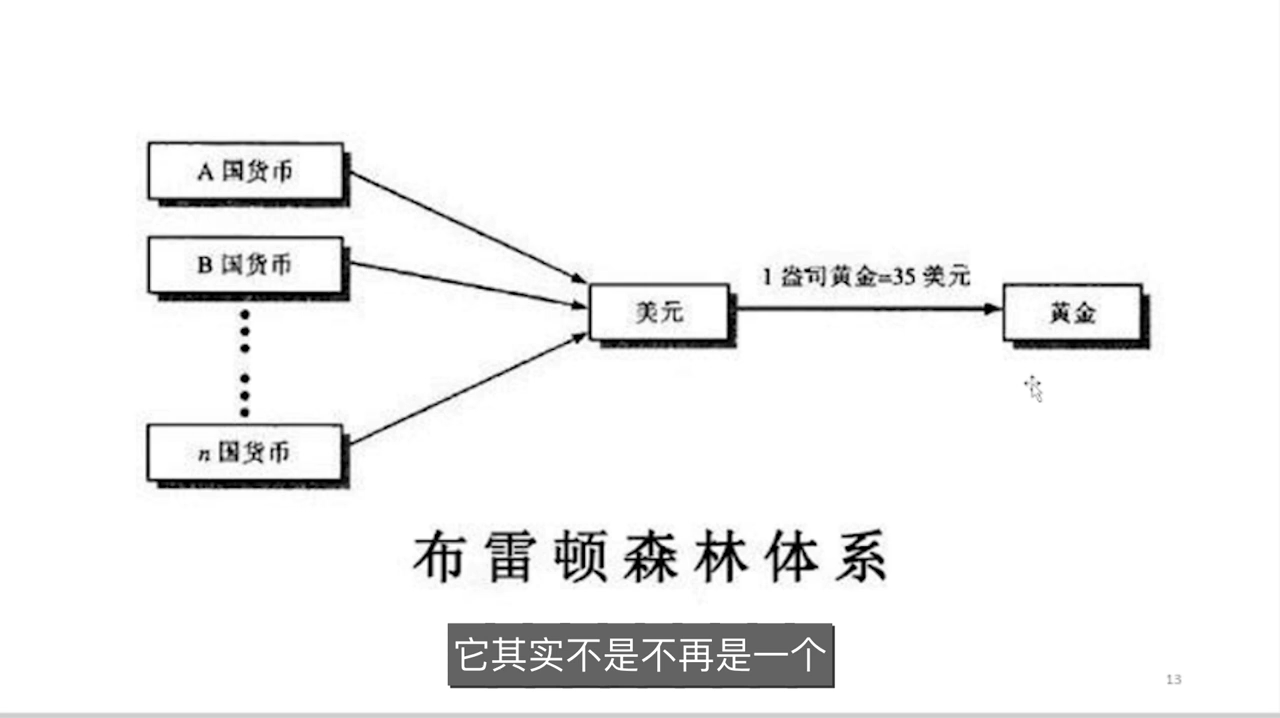 A 国货币
B 国货币
n 国货币
美元
1 盎司黄金=35 美元
黄金
布雷顿森林体系
它其实不是不再是一个
13